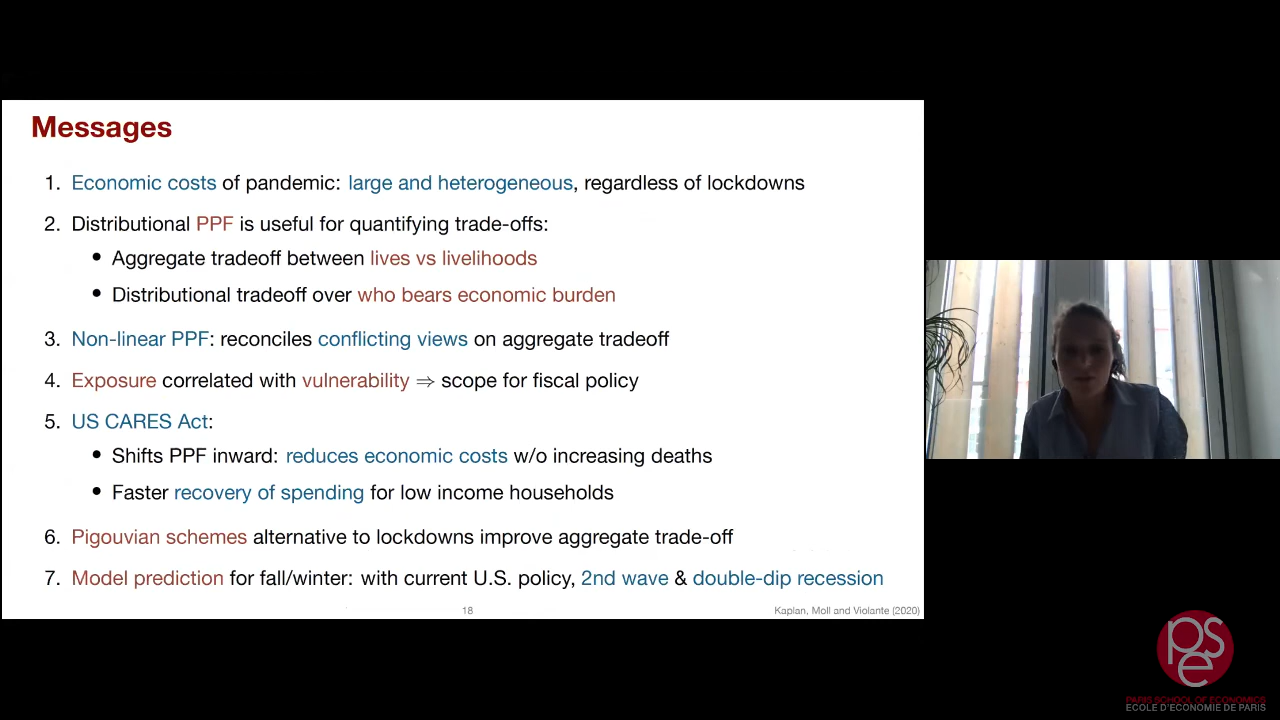 Messages
1. Economic costs of pandemic: large and heterogeneous, regardless of lockdowns
2. Distributional PPF is useful for quantifying trade-offs:
• Aggregate tradeoff between lives vs livelihoods
• Distributional tradeoff over who bears economic burden
3. Non-linear PPF: reconciles conflicting views on aggregate tradeoff
4. Exposure correlated with vulnerability ⇒ scope for fiscal policy
5. US CARES Act:
• Shifts PPF inward: reduces economic costs w/o increasing deaths
• Faster recovery of spending for low income households
6. Pigouvian schemes alternative to lockdowns improve aggregate trade-off
7. Model prediction for fall/winter: with current U.S. policy, 2nd wave & double-dip recession
18
Kaplan, Moll and Violante (2020)
pse
PARIS SCHOOL OF ECONOMICS
ECOLE D'ECONOMIE DE PARIS